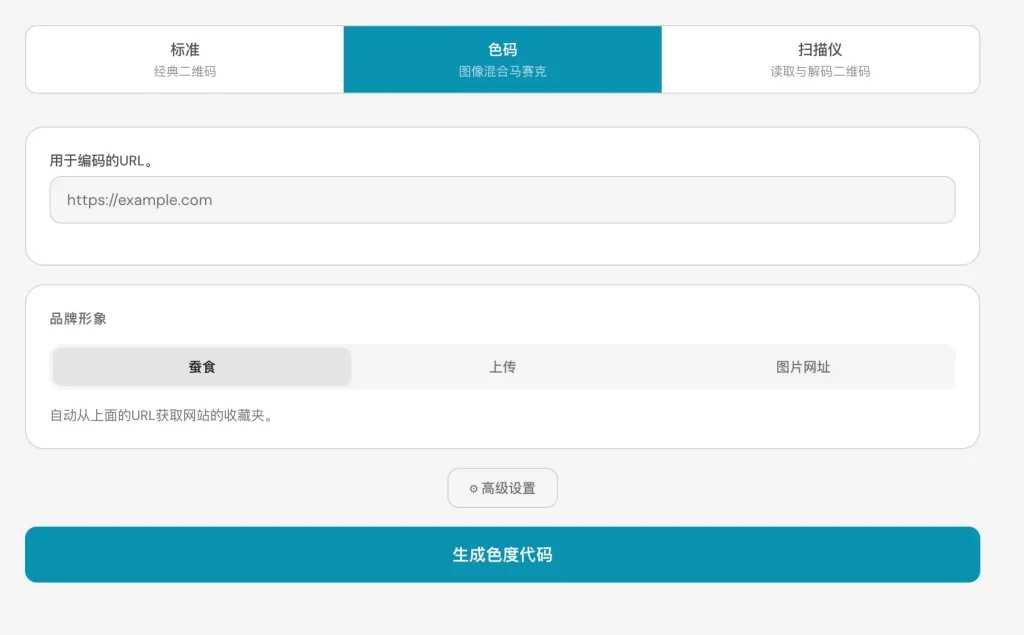 标准
经典二维码
色码
图像混合马赛克
扫描仪
读取与解码二维码
用于编码的URL。
https://example.com
品牌形象
蚕食
上传
图片网址
自动从上面的URL获取网站的收藏夹。
⚙ 高级设置
生成色度代码